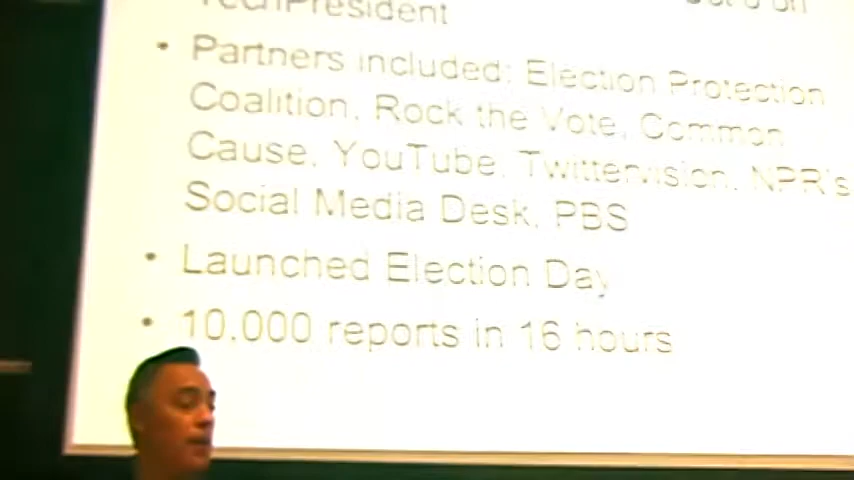 TechPresident
• Partners included: Election Protection
Coalition, Rock the Vote, Common
Cause, YouTube, Twittervision, NPR's
Social Media Desk, PBS
• Launched Election Day
• 10,000 reports in 16 hours